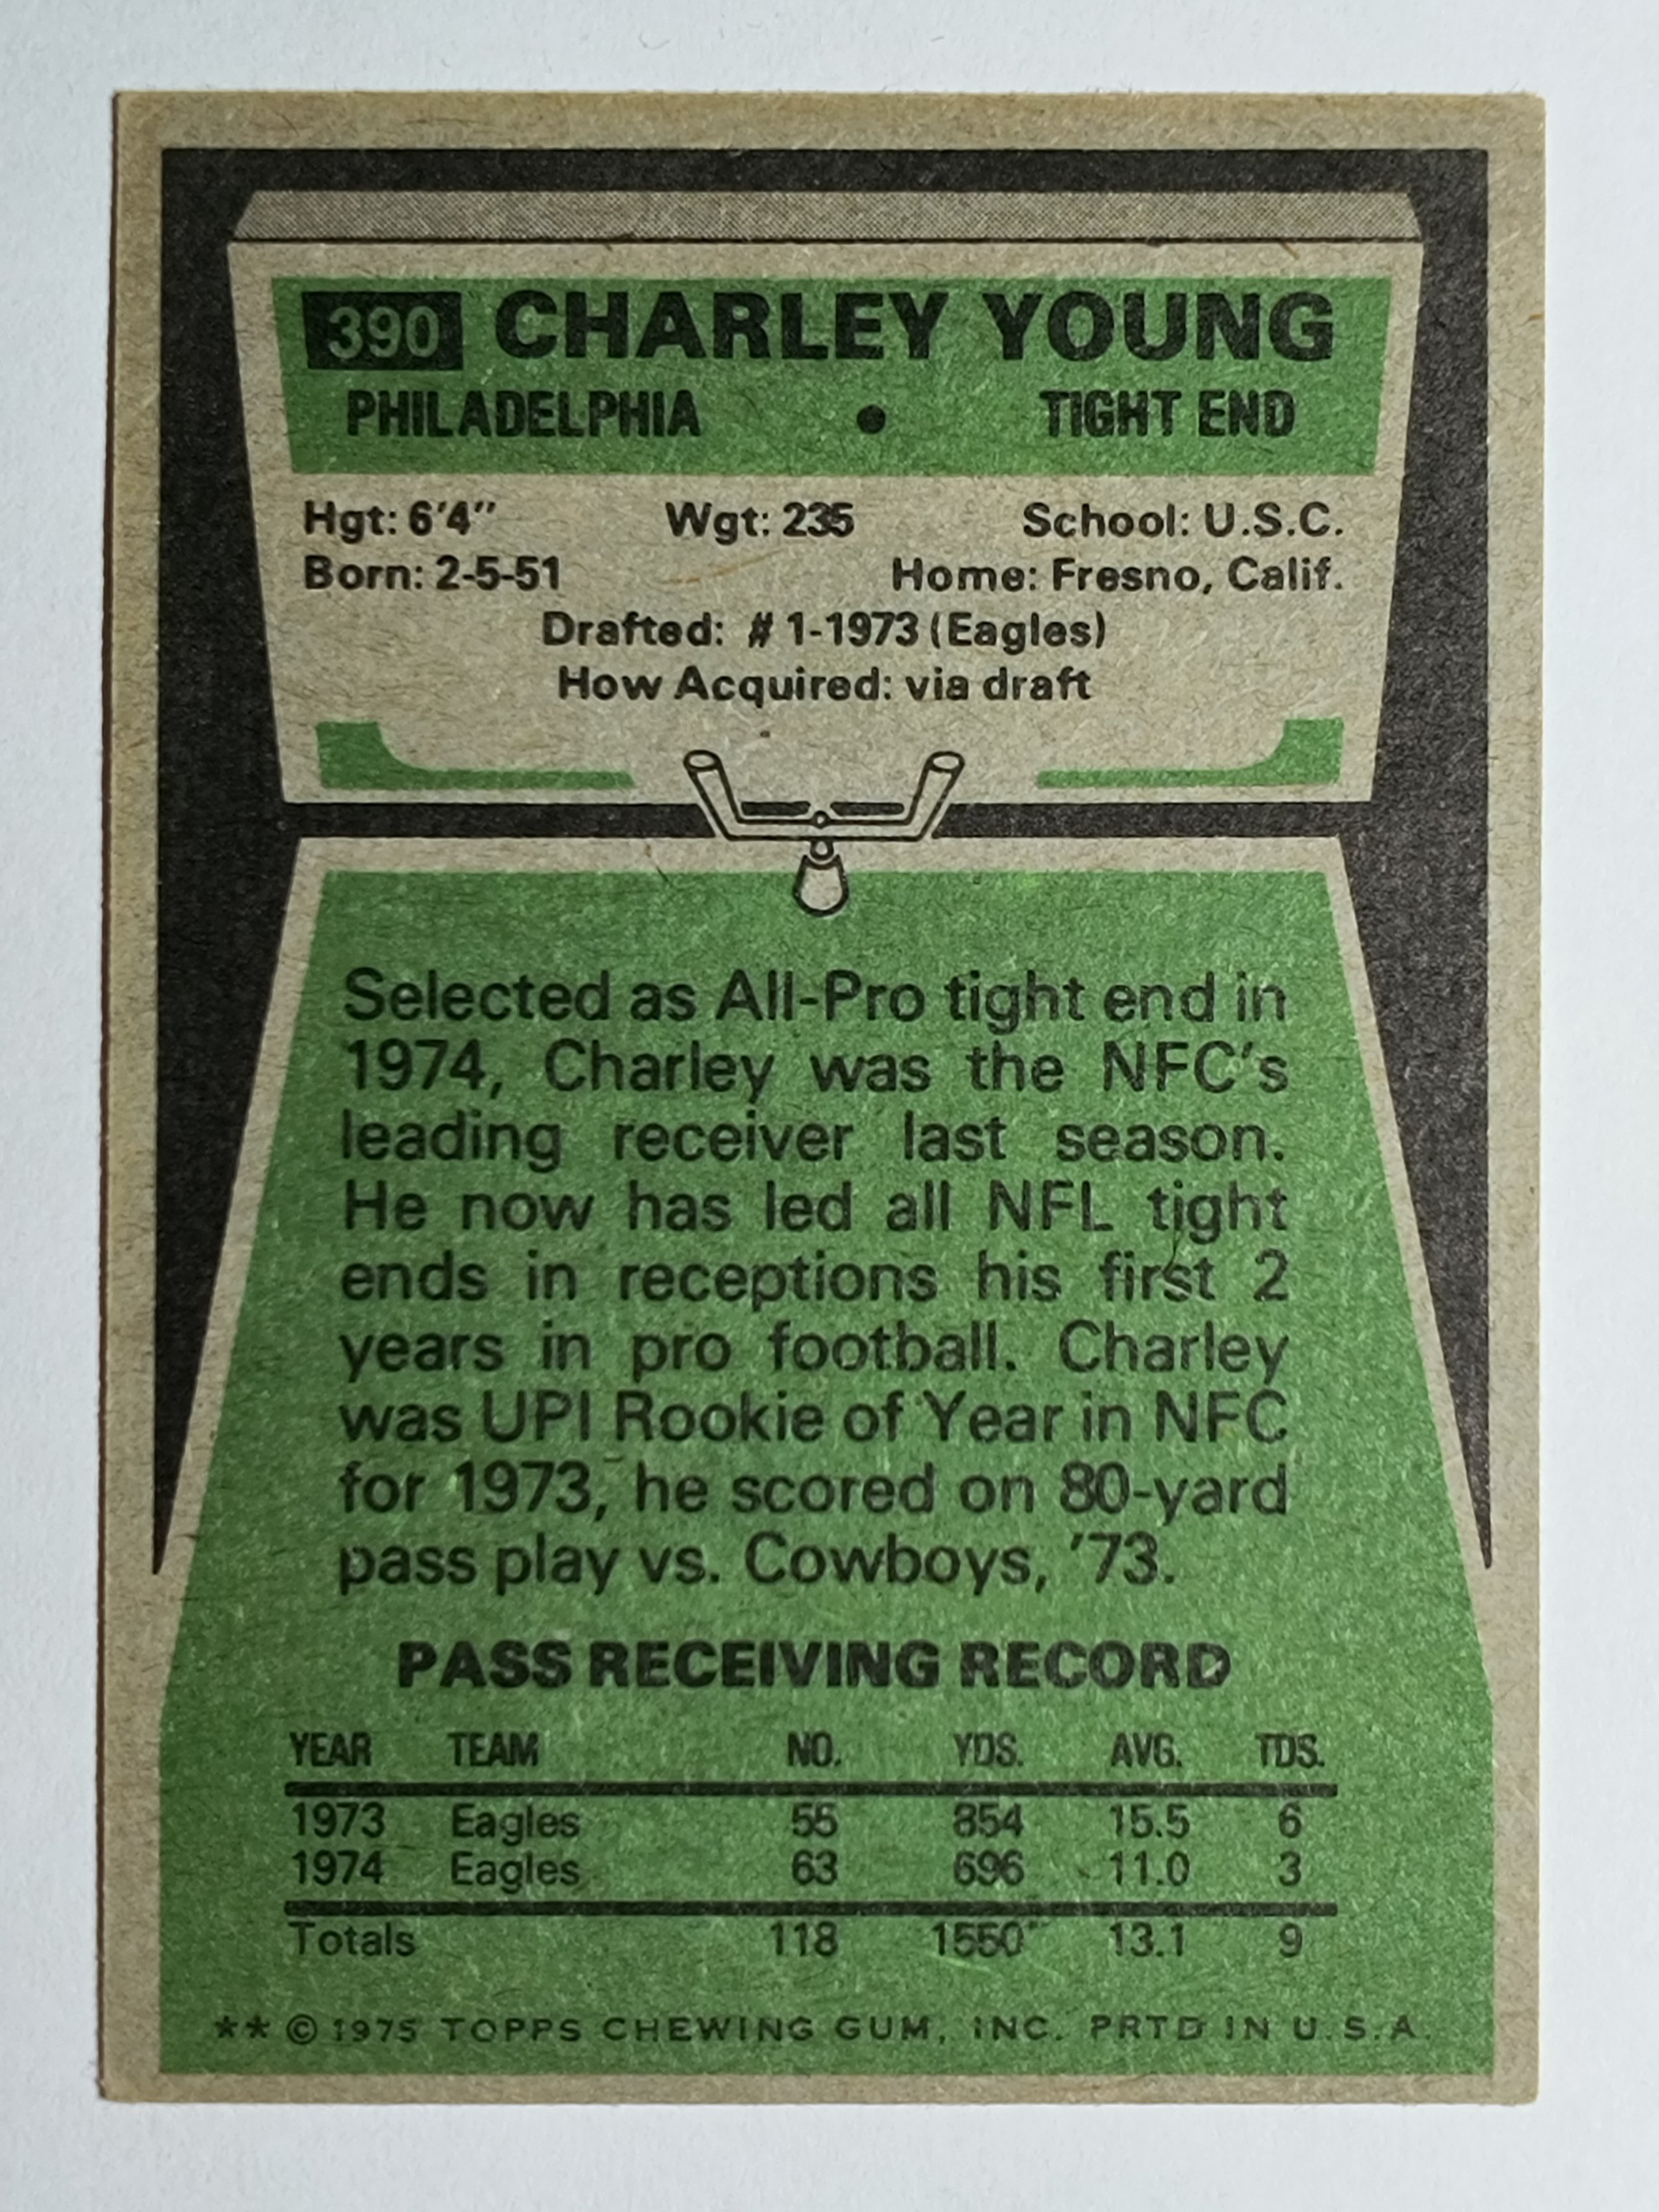 390 CHARLEY YOUNG
PHILADELPHIA • TIGHT END
Hgt: 6'4" Wgt: 235 School: U.S.C.
Born: 2-5-51 Home: Fresno, Calif.
Drafted: # 1-1973 (Eagles)
How Acquired: via draft
Selected as All-Pro tight end in
1974, Charley was the NFC's
leading receiver last season.
He now has led all NFL tight
ends in receptions his first 2
years in pro football. Charley
was UPI Rookie of Year in NFC
for 1973, he scored on 80-yard
pass play vs. Cowboys, '73.
PASS RECEIVING RECORD
YEAR TEAM NO. YDS. AVG. TDS.
1973 Eagles 55 854 15.5 6
1974 Eagles 63 696 11.0 3
Totals 118 1550 13.1 9
** © 1975 TOPPS CHEWING GUM, INC. PRTD IN U.S.A.